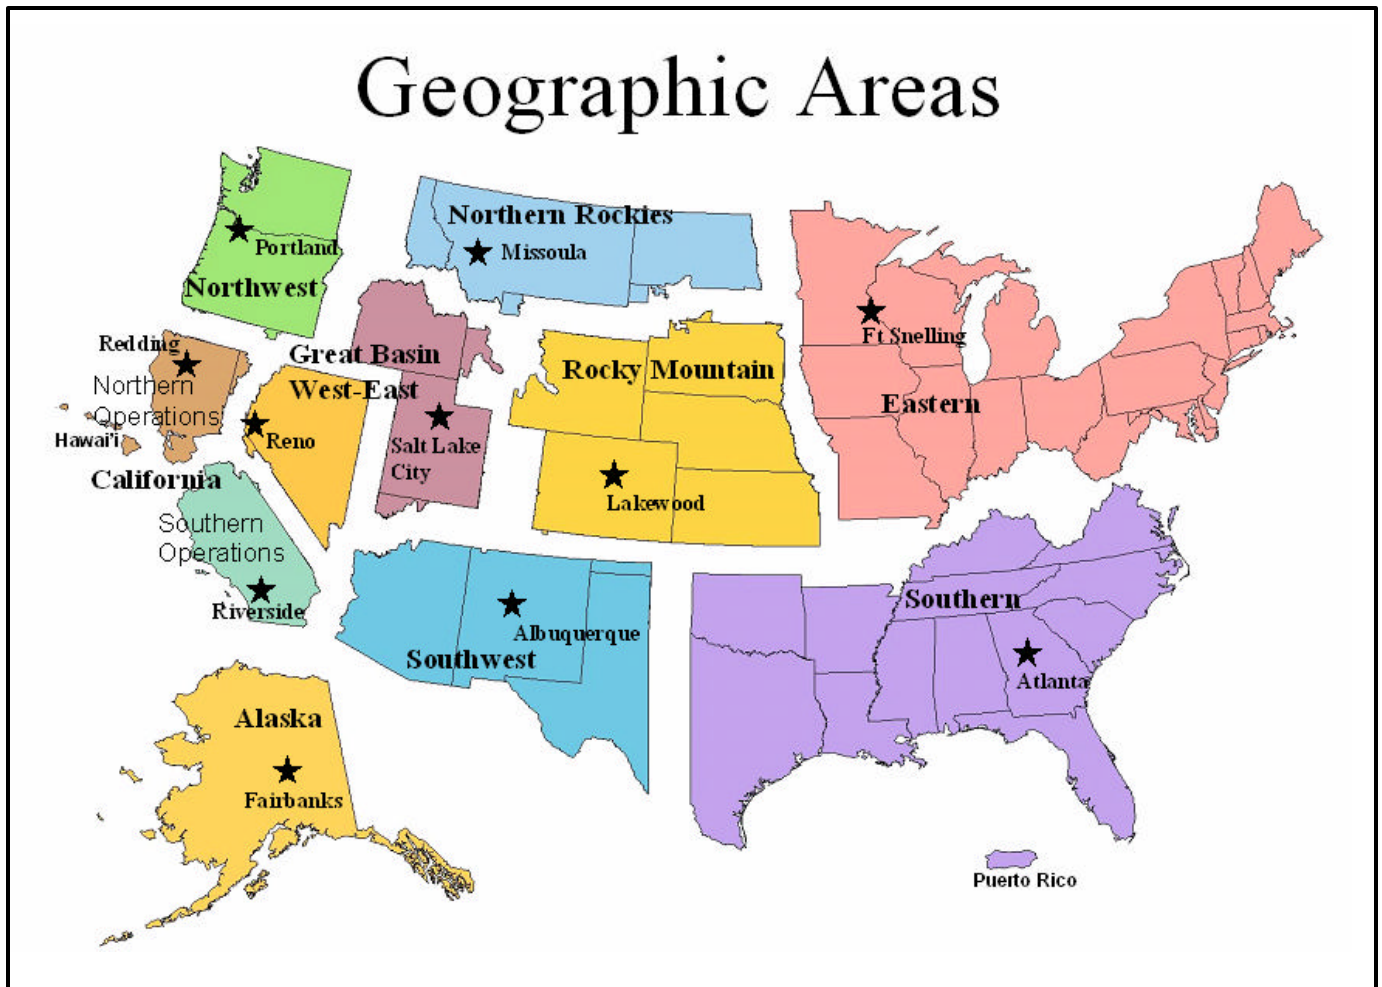 Geographic Areas
Northern Rockies
Missoula
Portland
Northwest
Redding
Northern
Operations
Hawai'i
California
Southern
Operations
Riverside
Great Basin
West-East
Reno
Salt Lake
City
Rocky Mountain
Lakewood
Ft Snelling
Eastern
Albuquerque
Southwest
Southern
Atlanta
Alaska
Fairbanks
Puerto Rico